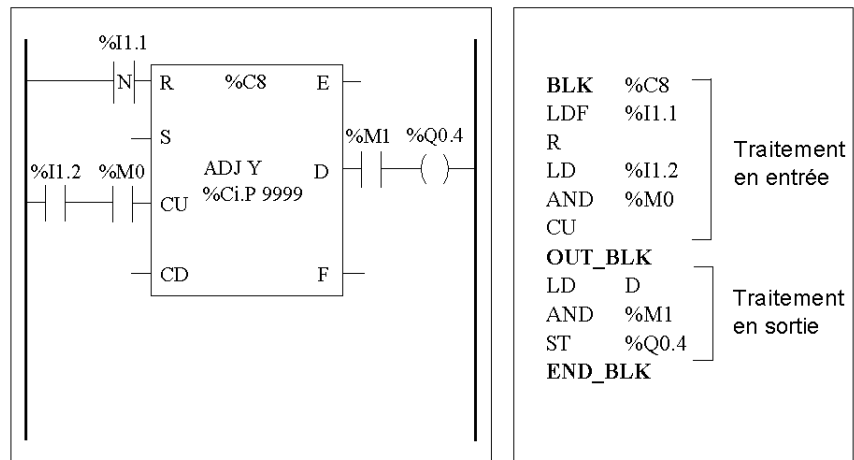 %I1.1
N R %C8 E
S
%M1 %Q0.4
%I1.2 %M0
ADJ Y D
%Ci.P 9999
CU
CD F
BLK %C8
LDF %I1.1
R
LD %I1.2
AND %M0
CU
Traitement
en entrée
OUT_BLK
LD D
AND %M1
ST %Q0.4
END_BLK
Traitement
en sortie